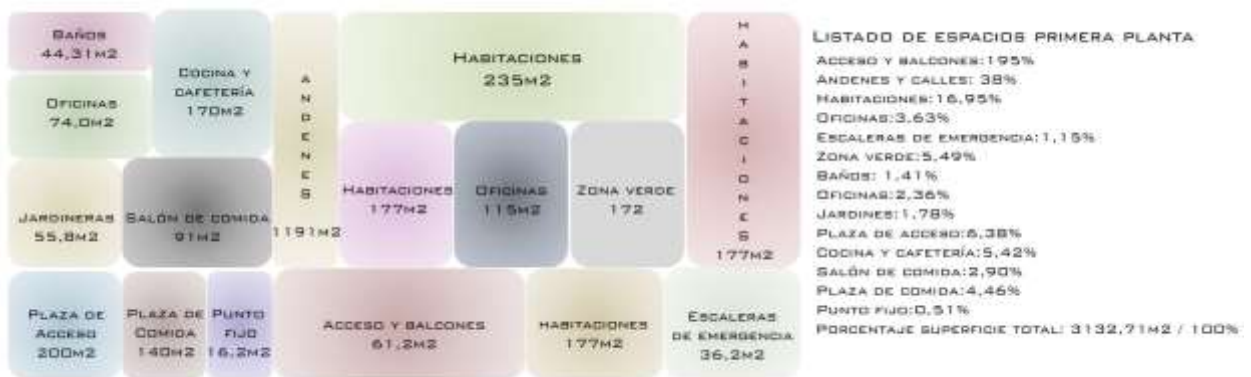 BAÑOS
44,31M2
OFICINAS
74,0M2
COCINA Y
CAFETERÍA
170M2
ANDENES
1191M2
HABITACIONES
235M2
HABITACIONES
177M2
JARDINERAS
55,8M2
SALÓN DE COMIDA
91M2
HABITACIONES
177M2
OFICINAS
115M2
ZONA VERDE
172
PLAZA DE
ACCESO
200M2
PLAZA DE
COMIDA
140M2
PUNTO
FIJO
16,2M2
ACCESO Y BALCONES
61,2M2
HABITACIONES
177M2
ESCALERAS
DE EMERGENCIA
36,2M2
LISTADO DE ESPACIOS PRIMERA PLANTA
ACCESO Y BALCONES:195%
ANDENES Y CALLES: 38%
HABITACIONES:16,95%
OFICINAS:3,63%
ESCALERAS DE EMERGENCIA:1,15%
ZONA VERDE:5,49%
BAÑOS: 1,41%
OFICINAS:2,36%
JARDINES:1,78%
PLAZA DE ACCESO:6,38%
COCINA Y CAFETERÍA:5,42%
SALÓN DE COMIDA:2,90%
PLAZA DE COMIDA:4,46%
PUNTO FIJO:0,51%
PORCENTAJE SUPERFICIE TOTAL: 3132,71M2 / 100%